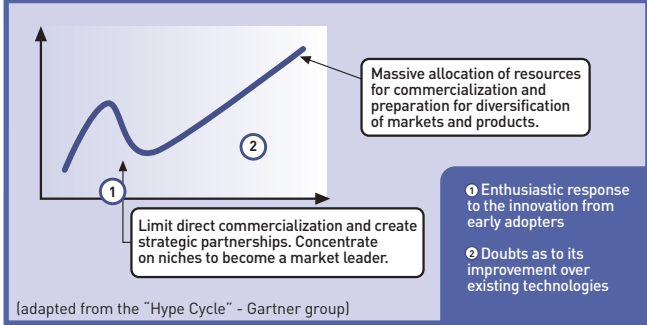 Massive allocation of resources
for commercialization and
preparation for diversification
of markets and products.
②
①
Limit direct commercialization and create
strategic partnerships. Concentrate
on niches to become a market leader.
① Enthusiastic response
to the innovation from
early adopters
② Doubts as to its
improvement over
existing technologies
(adapted from the “Hype Cycle” - Gartner group)